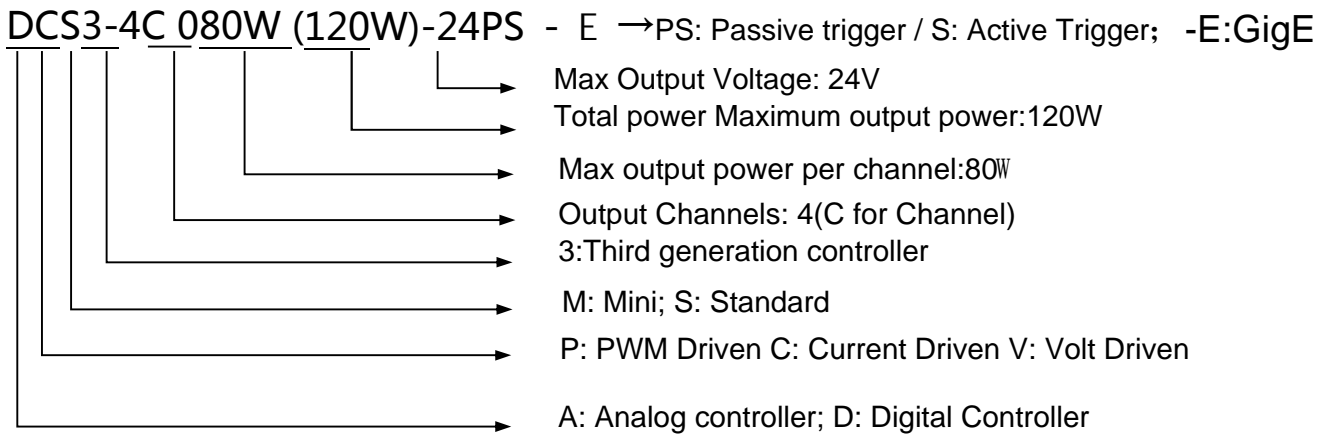 DCS3-4C 080W (120W)-24PS - E →PS: Passive trigger / S: Active Trigger； -E:GigE
Max Output Voltage: 24V
Total power Maximum output power:120W
Max output power per channel:80W
Output Channels: 4(C for Channel)
3:Third generation controller
M: Mini; S: Standard
P: PWM Driven C: Current Driven V: Volt Driven
A: Analog controller; D: Digital Controller